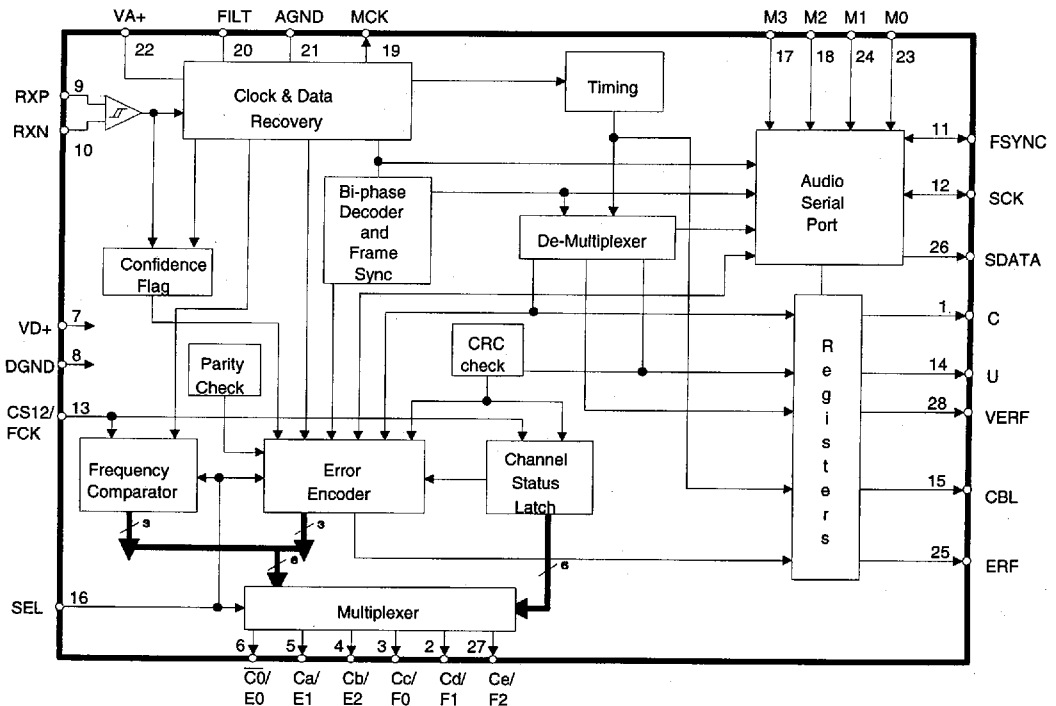 VA+ FILT AGND MCK M3 M2 M1 M0
22 20 21 19 17 18 24 23
RXP 9
RXN
10
Clock & Data
Recovery
Timing
11 FSYNC
Audio
Serial
Port
12 SCK
26 SDATA
Bi-phase
Decoder
and
Frame
Sync
De-Multiplexer
Confidence
Flag
VD+ 7
DGND 8
CS12/
FCK
13
Parity
Check
CRC
check
Registers
1 C
14 U
28 VERF
15 CBL
25 ERF
Frequency
Comparator
Error
Encoder
Channel
Status
Latch
3 3
6 6
SEL 16
Multiplexer
6 5 4 3 2 27
C0/ Ca/ Cb/ Cc/ Cd/ Ce/
E0 E1 E2 F0 F1 F2